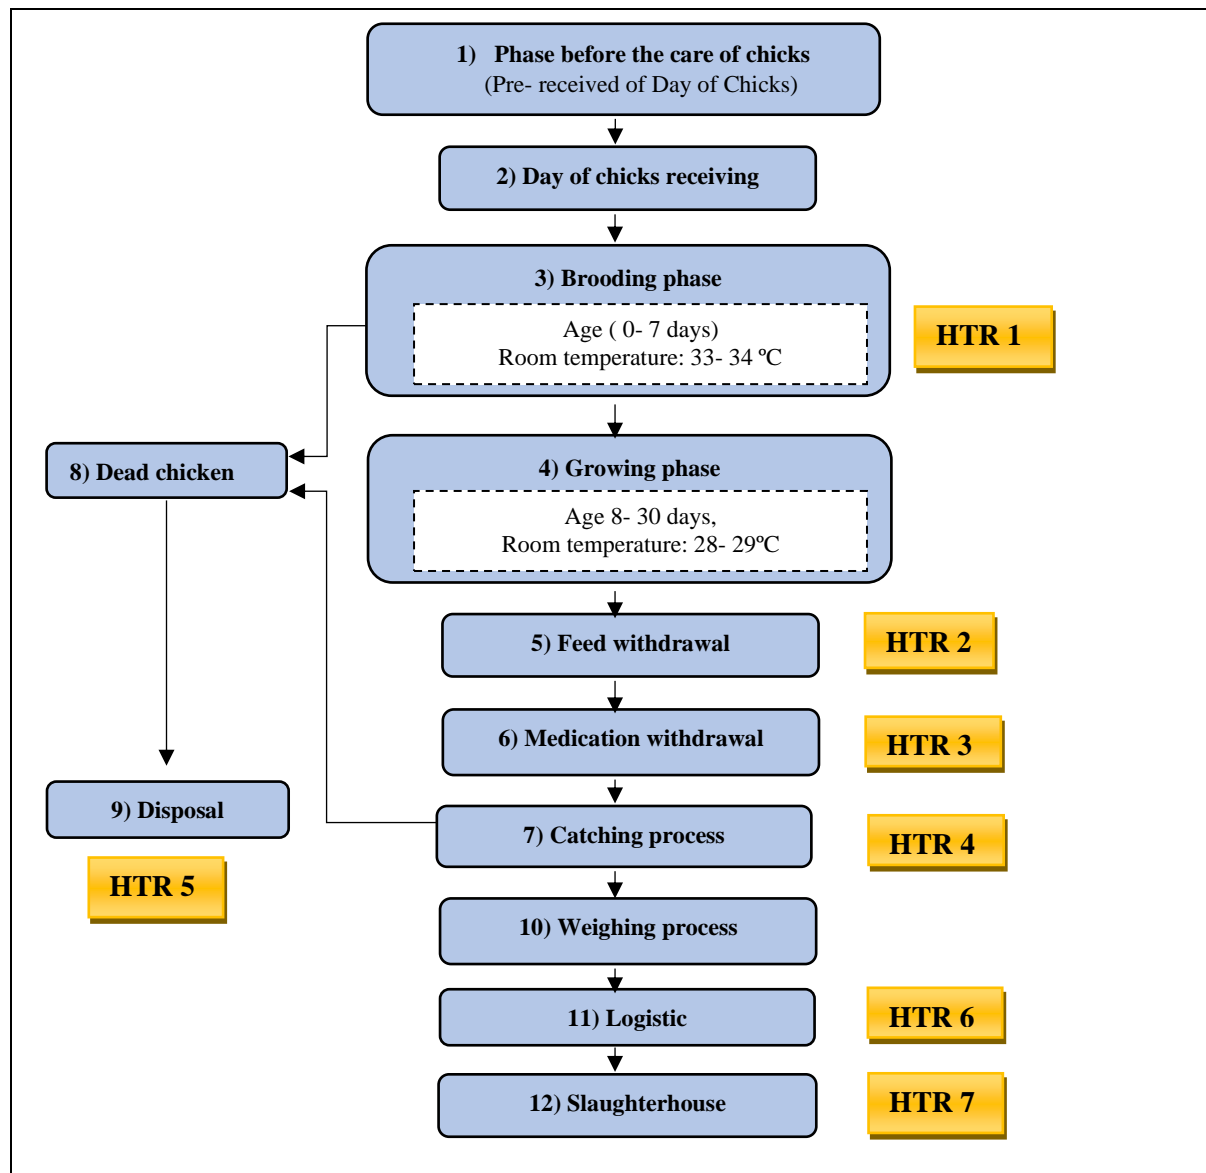 1) Phase before the care of chicks
(Pre- received of Day of Chicks)
2) Day of chicks receiving
3) Brooding phase
Age ( 0- 7 days)
Room temperature: 33- 34 ºC
HTR 1
4) Growing phase
Age 8- 30 days,
Room temperature: 28- 29ºC
8) Dead chicken
5) Feed withdrawal
HTR 2
6) Medication withdrawal
HTR 3
9) Disposal
7) Catching process
HTR 4
HTR 5
10) Weighing process
11) Logistic
HTR 6
12) Slaughterhouse
HTR 7